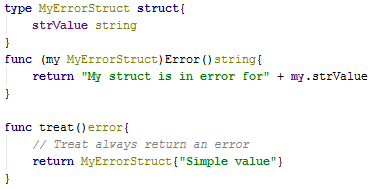 type MyErrorStruct struct{
    strValue string
}
func (my MyErrorStruct)Error()string{
    return "My struct is in error for" + my.strValue
}

func treat()error{
    // Treat always return an error
    return MyErrorStruct{"Simple value"}
}